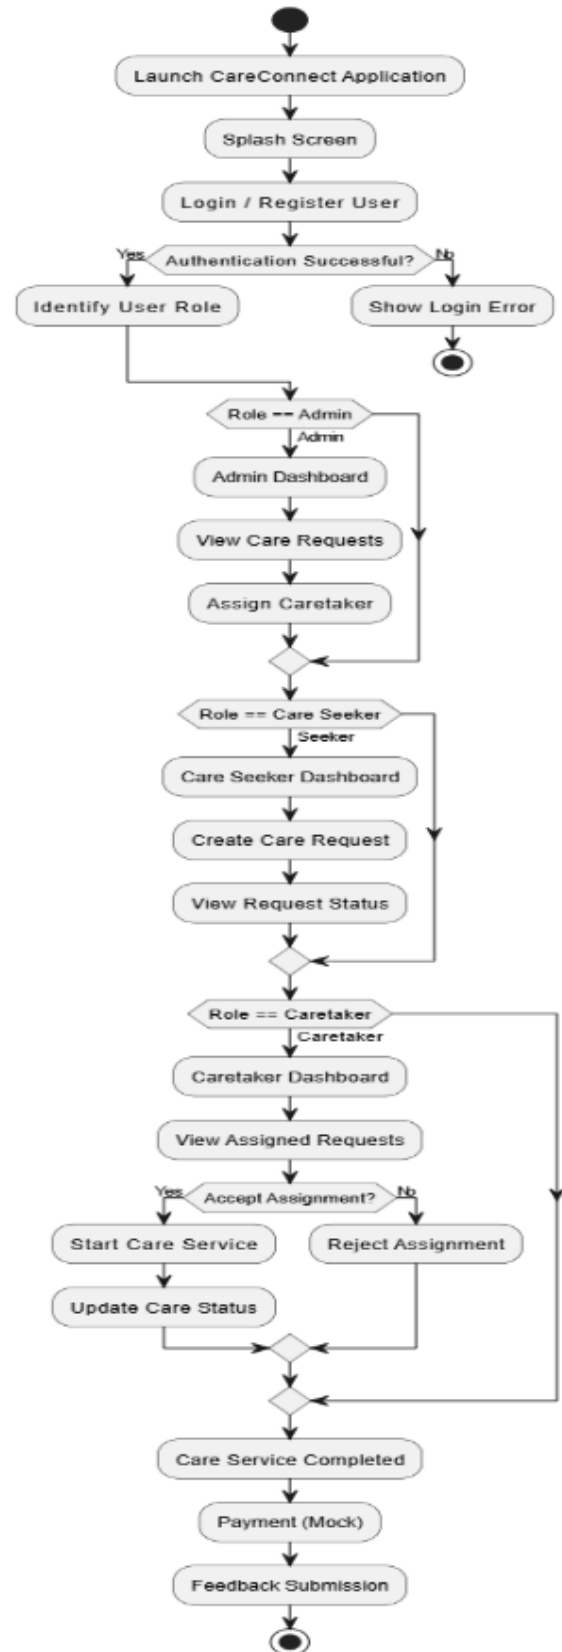 Launch CareConnect Application
Splash Screen
Login / Register User
Yes
Authentication Successful?
No
Identify User Role
Show Login Error
Role == Admin
Admin
Admin Dashboard
View Care Requests
Assign Caretaker
Role == Care Seeker
Seeker
Care Seeker Dashboard
Create Care Request
View Request Status
Role == Caretaker
Caretaker
Caretaker Dashboard
View Assigned Requests
Yes
Accept Assignment?
No
Start Care Service
Reject Assignment
Update Care Status
Care Service Completed
Payment (Mock)
Feedback Submission